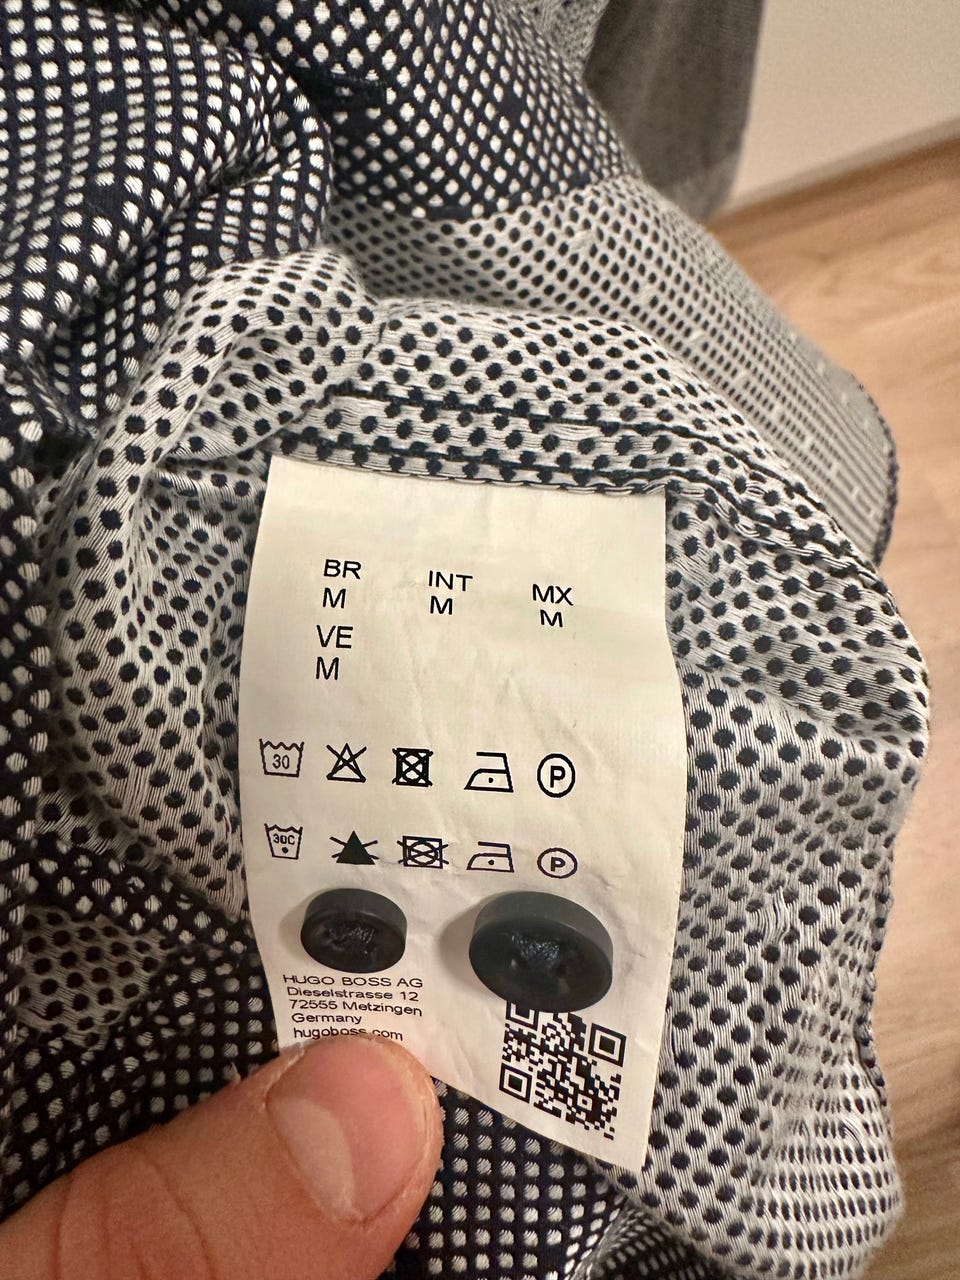 BR INT MX
M M M
VE
M
30 P
30C P
HUGO BOSS AG
Dieselstrasse 12
72555 Metzingen
Germany
hugoboss.com